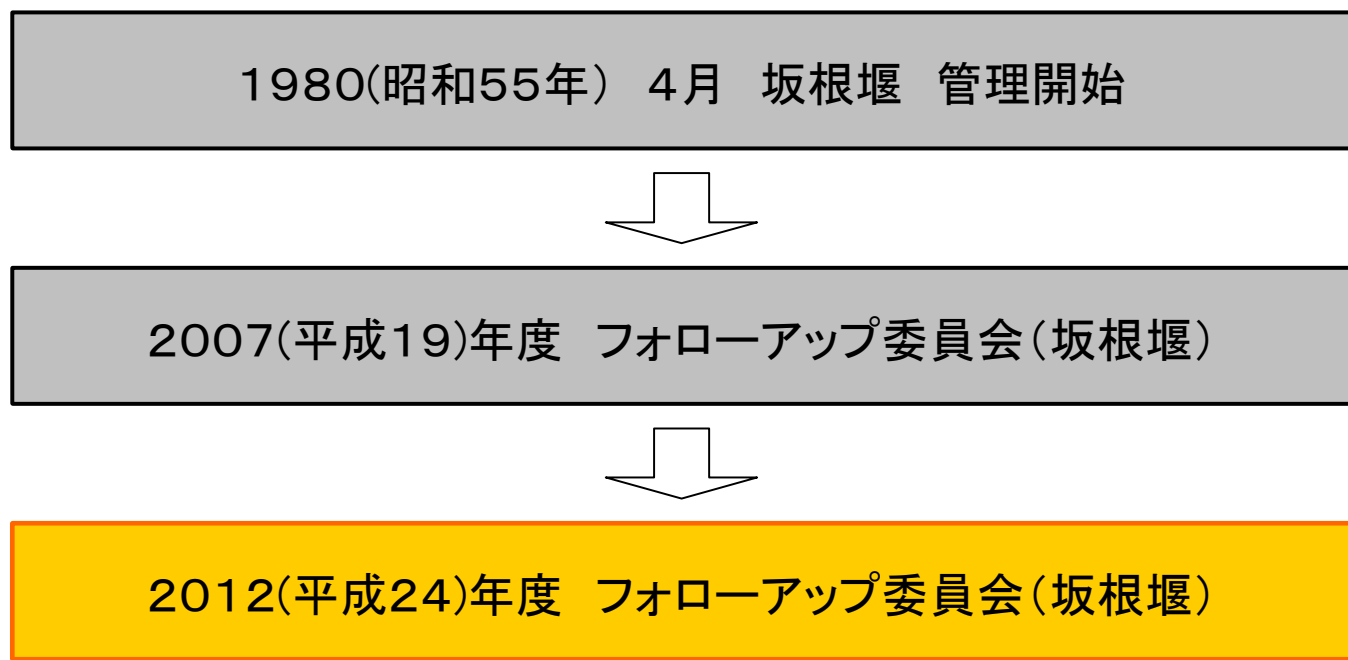 1980(昭和55年)　4月　坂根堰　管理開始
2007(平成19)年度　フォローアップ委員会(坂根堰)
2012(平成24)年度　フォローアップ委員会(坂根堰)